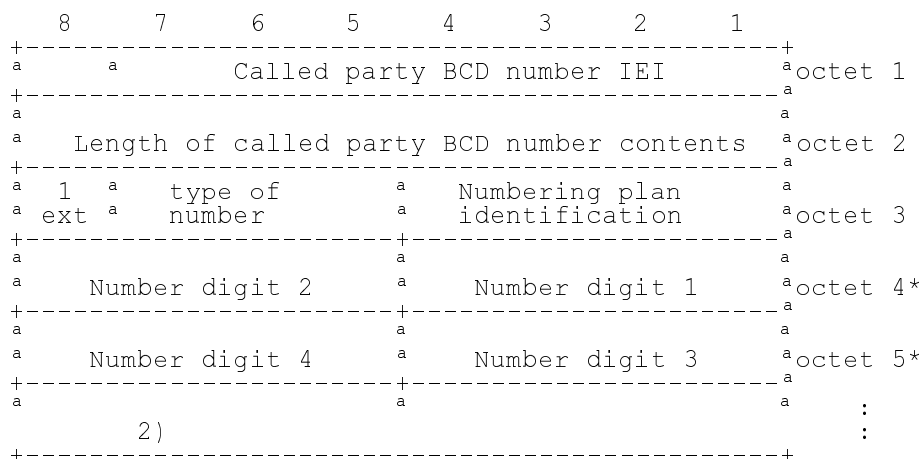 8 7 6 5 4 3 2 1
+-----------------------------------------------+
a a Called party BCD number IEI a octet 1
+-----------------------------------------------a
a a
a Length of called party BCD number contents a octet 2
+-----------------------------------------------a
a 1 a type of a Numbering plan a
a ext a number a identification a octet 3
+-----------------------+-----------------------a
a a a
a Number digit 2 a Number digit 1 a octet 4*
+-----------------------+-----------------------a
a a a
a Number digit 4 a Number digit 3 a octet 5*
+-----------------------+-----------------------a
a a a :
2) :
+-----------------------------------------------+